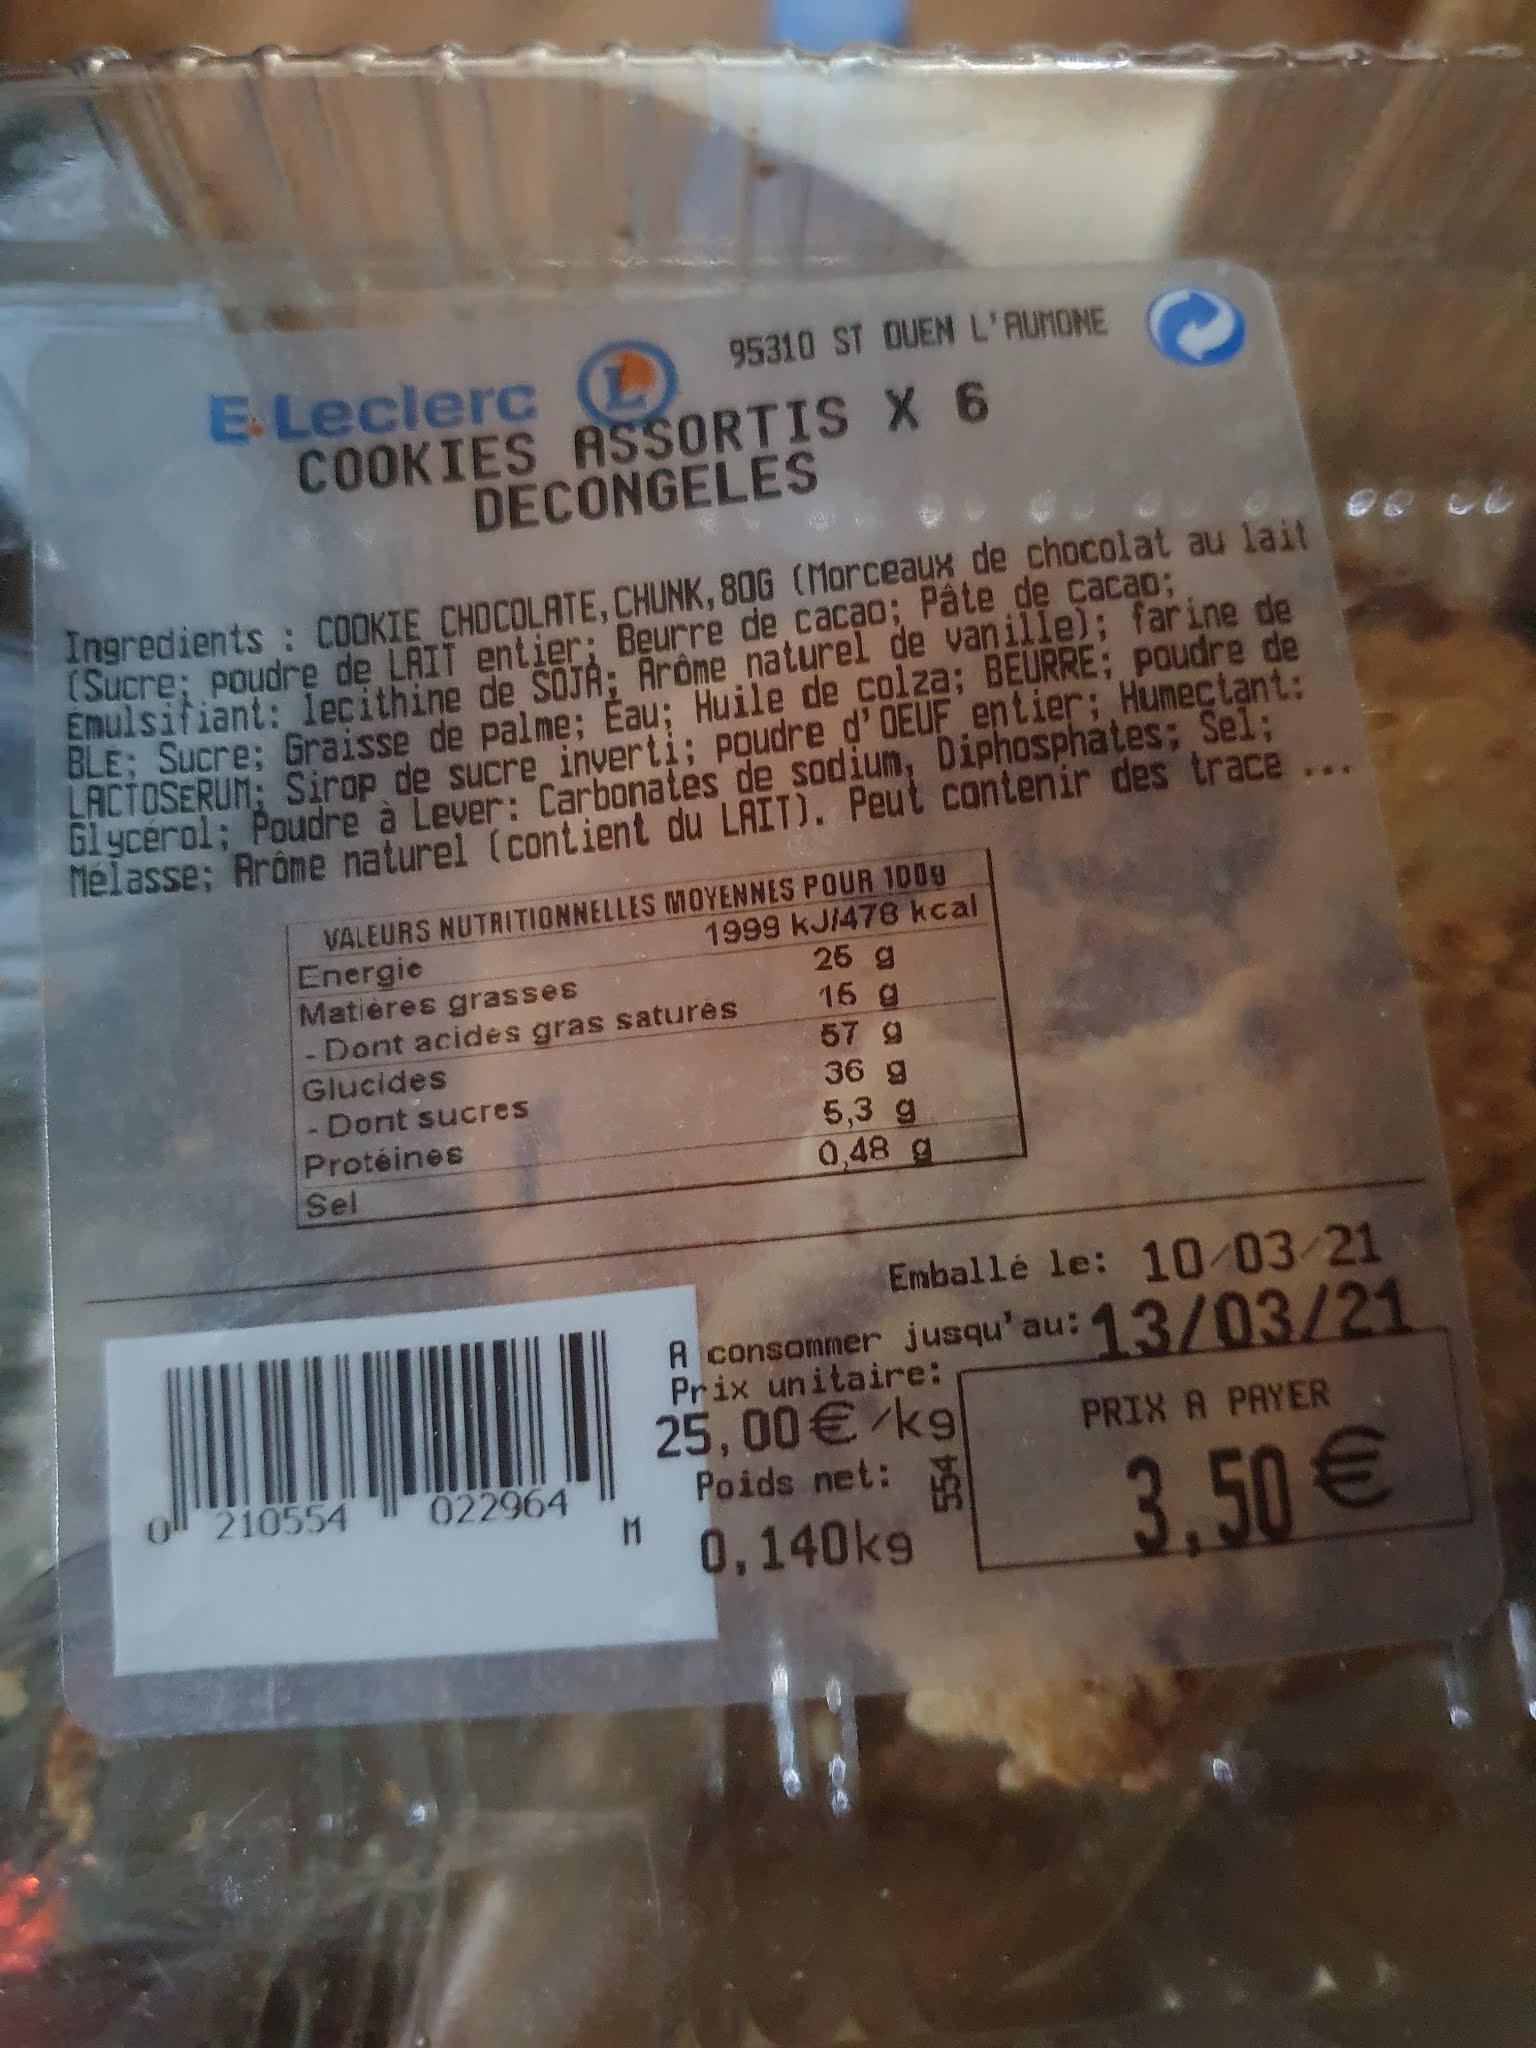 95310 ST OUEN L'AUMONE
E.Leclerc L
COOKIES ASSORTIS X 6
DECONGELES
Ingredients : COOKIE CHOCOLATE, CHUNK, 80G (Morceaux de chocolat au lait
(Sucre; poudre de LAIT entier; Beurre de cacao; Pâte de cacao;
Emulsifiant: lecithine de SOJA; Arôme naturel de vanille); farine de
BLE; Sucre; Graisse de palme; Eau; Huile de colza; BEURRE; poudre de
LACTOSERUM; Sirop de sucre inverti; poudre d'OEUF entier; Humectant:
Glycérol; Poudre à Lever: Carbonates de sodium, Diphosphates; Sel;
Mélasse; Arôme naturel (contient du LAIT). Peut contenir des trace ...
VALEURS NUTRITIONNELLES MOYENNES POUR 100g
Energie 1999 kJ/478 kcal
Matières grasses 25 g
- Dont acides gras saturés 15 g
Glucides 57 g
- Dont sucres 36 g
Protéines 5,3 g
Sel 0,48 g
Emballé le: 10/03/21
A consommer jusqu'au: 13/03/21
Prix unitaire:
25,00€/kg
Poids net:
0,140kg
554
PRIX A PAYER
3,50€
0 210554 022964 M